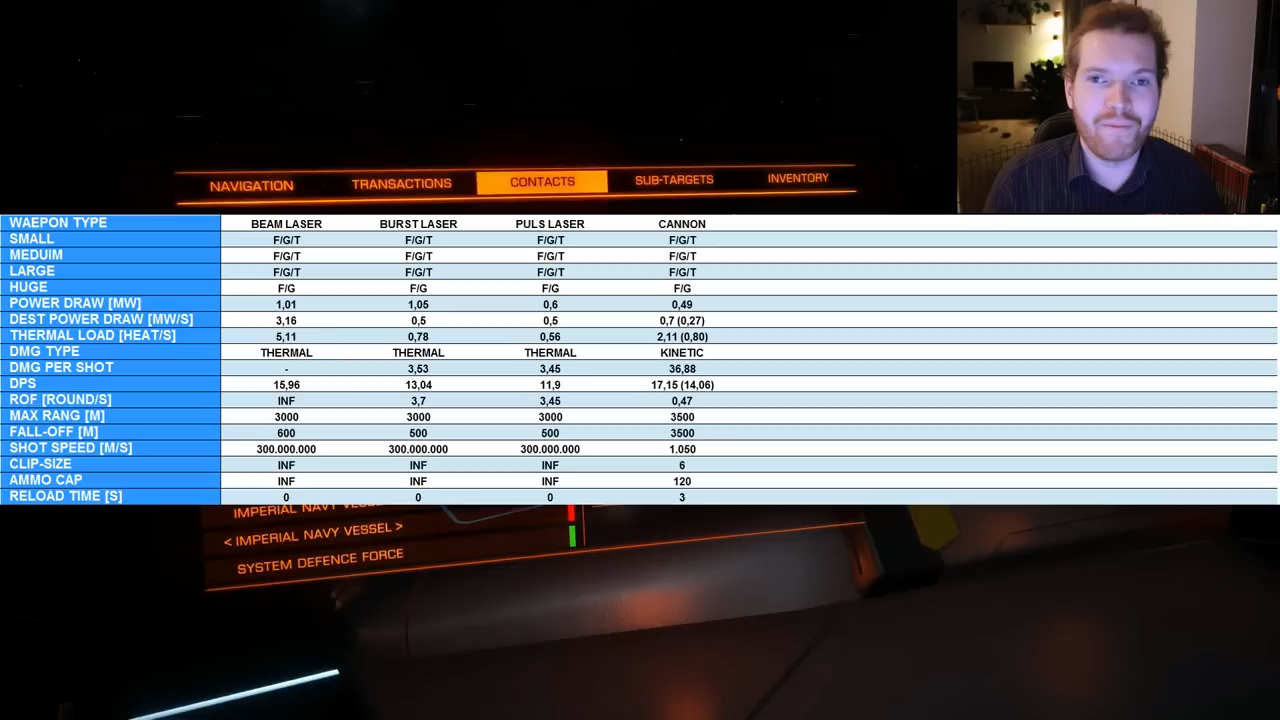 NAVIGATION TRANSACTIONS CONTACTS SUB-TARGETS INVENTORY
WAEPON TYPE BEAM LASER BURST LASER PULS LASER CANNON
SMALL F/G/T F/G/T F/G/T F/G/T
MEDUIM F/G/T F/G/T F/G/T F/G/T
LARGE F/G/T F/G/T F/G/T F/G/T
HUGE F/G F/G F/G F/G
POWER DRAW [MW] 1,01 1,05 0,6 0,49
DEST POWER DRAW [MW/S] 3,16 0,5 0,5 0,7 (0,27)
THERMAL LOAD [HEAT/S] 5,11 0,78 0,56 2,11 (0,80)
DMG TYPE THERMAL THERMAL THERMAL KINETIC
DMG PER SHOT - 3,53 3,45 36,88
DPS 15,96 13,04 11,9 17,15 (14,06)
ROF [ROUND/S] INF 3,7 3,45 0,47
MAX RANG [M] 3000 3000 3000 3500
FALL-OFF [M] 600 500 500 3500
SHOT SPEED [M/S] 300.000.000 300.000.000 300.000.000 1.050
CLIP-SIZE INF INF INF 6
AMMO CAP INF INF INF 120
RELOAD TIME [S] 0 0 0 3
IMPERIAL NAVY
< IMPERIAL NAVY VESSEL >
SYSTEM DEFENCE FORCE